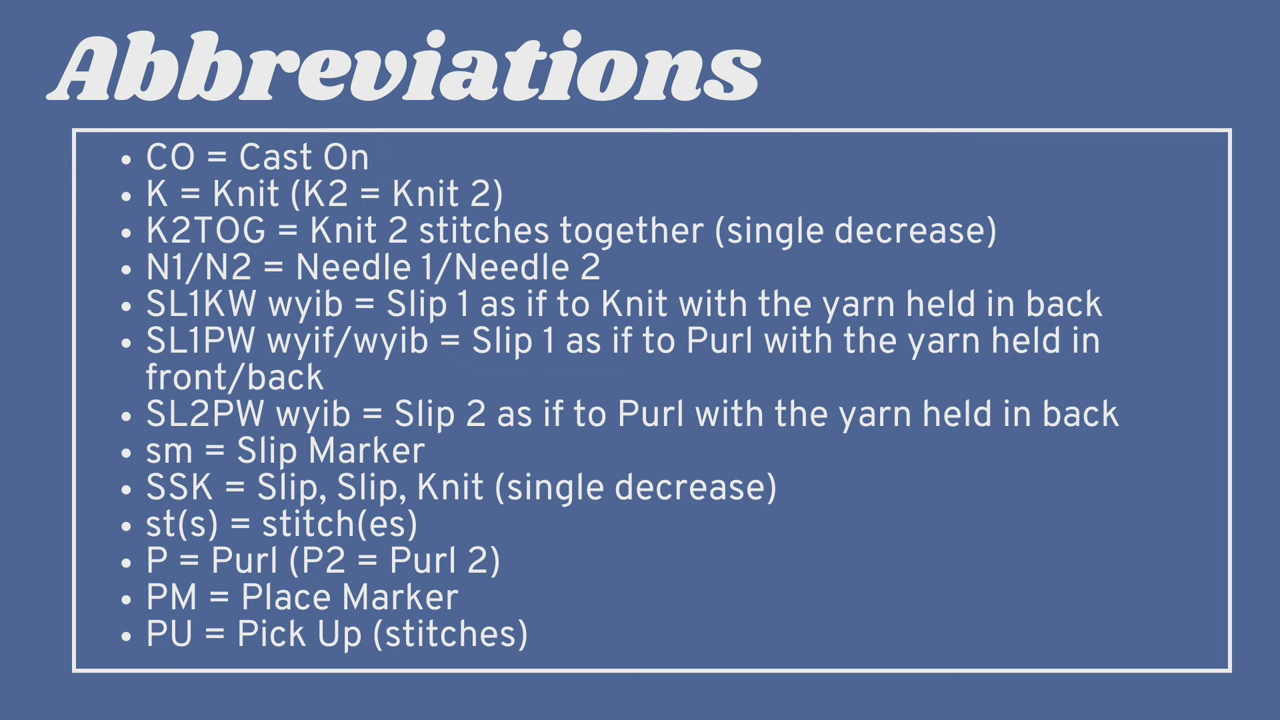 Abbreviations
• CO = Cast On
• K = Knit (K2 = Knit 2)
• K2TOG = Knit 2 stitches together (single decrease)
• N1/N2 = Needle 1/Needle 2
• SL1KW wyib = Slip 1 as if to Knit with the yarn held in back
• SL1PW wyif/wyib = Slip 1 as if to Purl with the yarn held in
front/back
• SL2PW wyib = Slip 2 as if to Purl with the yarn held in back
• sm = Slip Marker
• SSK = Slip, Slip, Knit (single decrease)
• st(s) = stitch(es)
• P = Purl (P2 = Purl 2)
• PM = Place Marker
• PU = Pick Up (stitches)